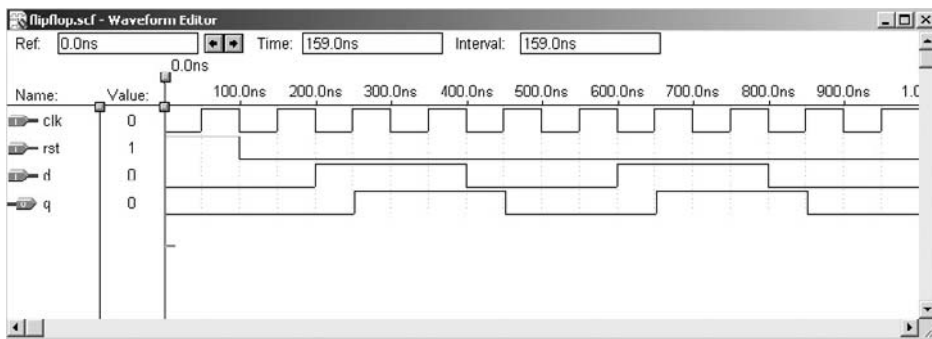 flipflop.scf - Waveform Editor
Ref: 0.0ns Time: 159.0ns Interval: 159.0ns
0.0ns
Name: Value: 100.0ns 200.0ns 300.0ns 400.0ns 500.0ns 600.0ns 700.0ns 800.0ns 900.0ns 1.0
clk 0
rst 1
d 0
q 0